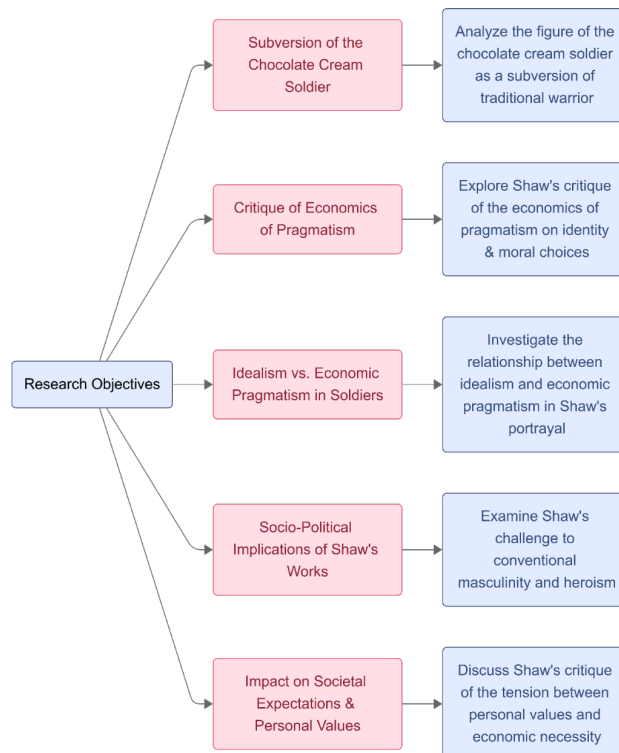 Research Objectives
Subversion of the
Chocolate Cream
Soldier
Analyze the figure of the
chocolate cream soldier
as a subversion of
traditional warrior
Critique of Economics
of Pragmatism
Explore Shaw's critique
of the economics of
pragmatism on identity
& moral choices
Idealism vs. Economic
Pragmatism in Soldiers
Investigate the
relationship between
idealism and economic
pragmatism in Shaw's
portrayal
Socio-Political
Implications of Shaw's
Works
Examine Shaw's
challenge to
conventional
masculinity and heroism
Impact on Societal
Expectations &
Personal Values
Discuss Shaw's critique
of the tension between
personal values and
economic necessity